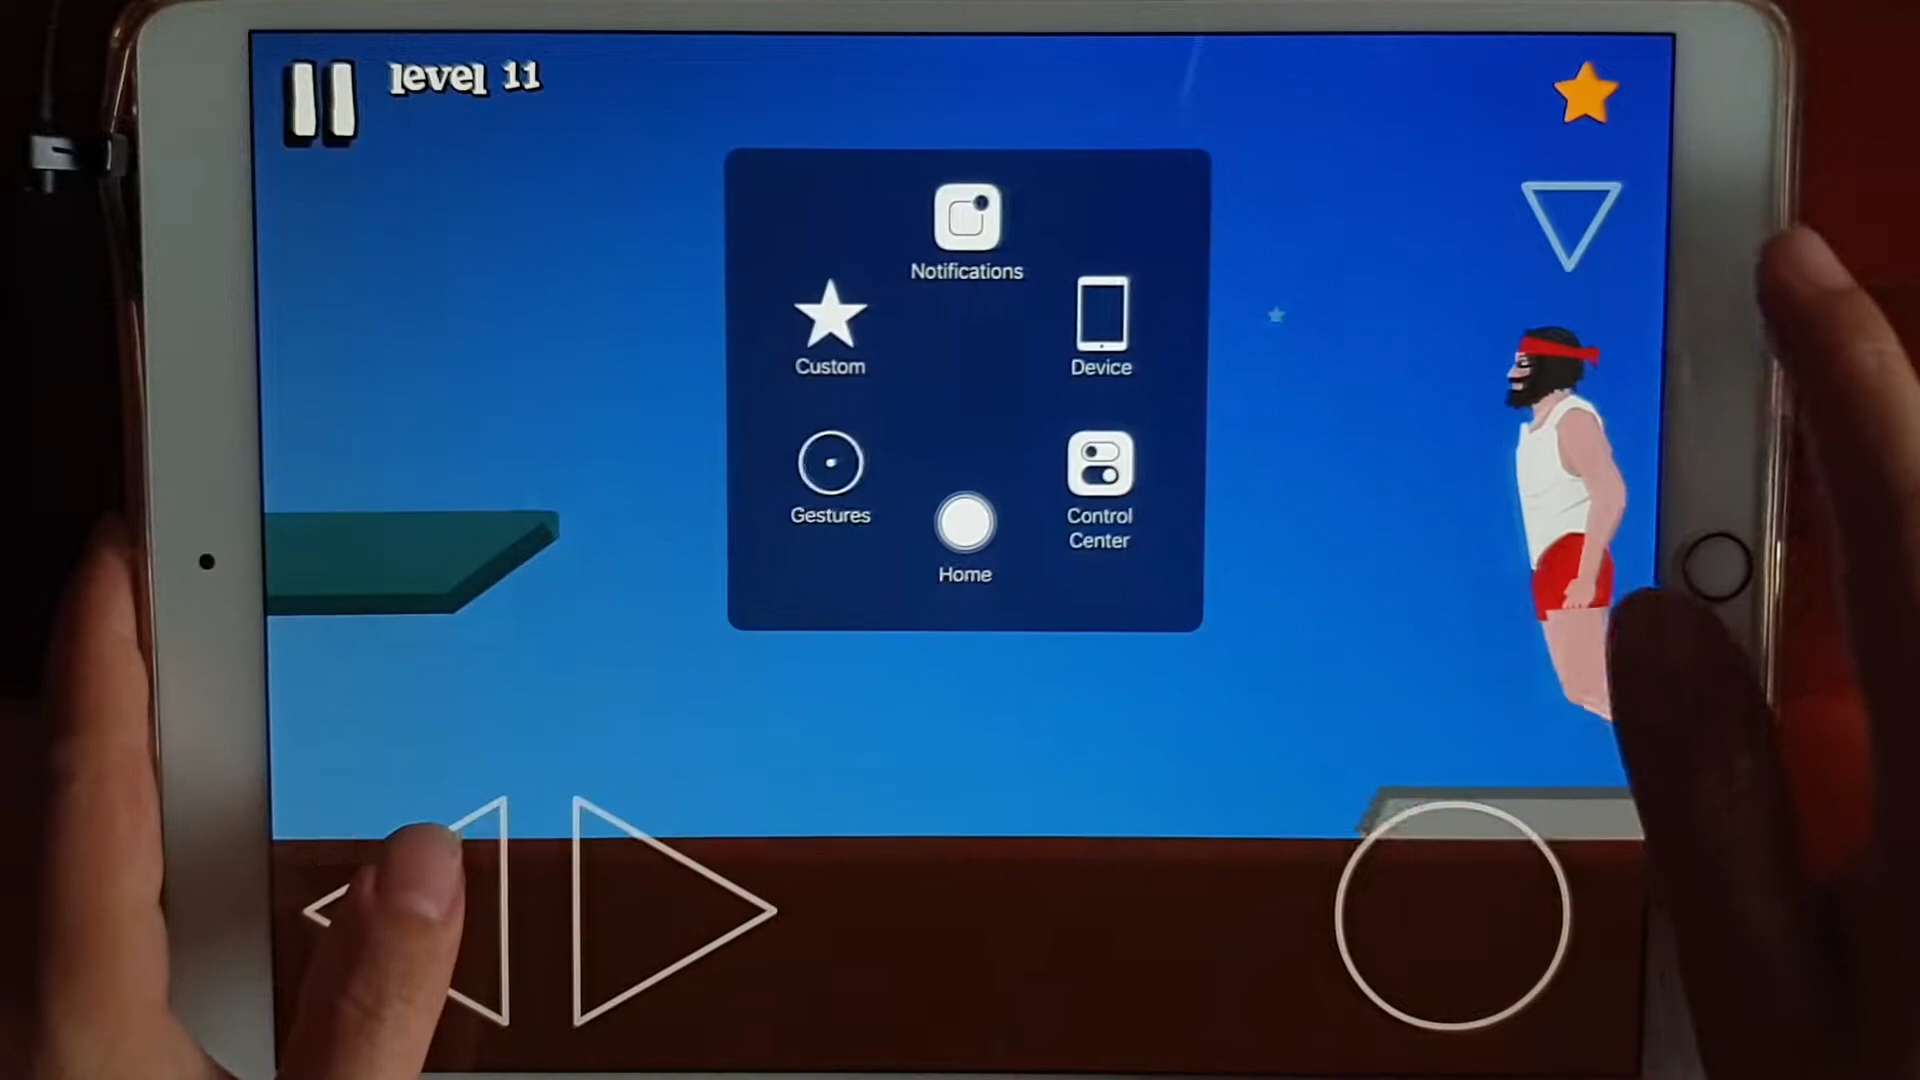 level 11
Notifications
Custom
Device
Gestures
Control
Center
Home